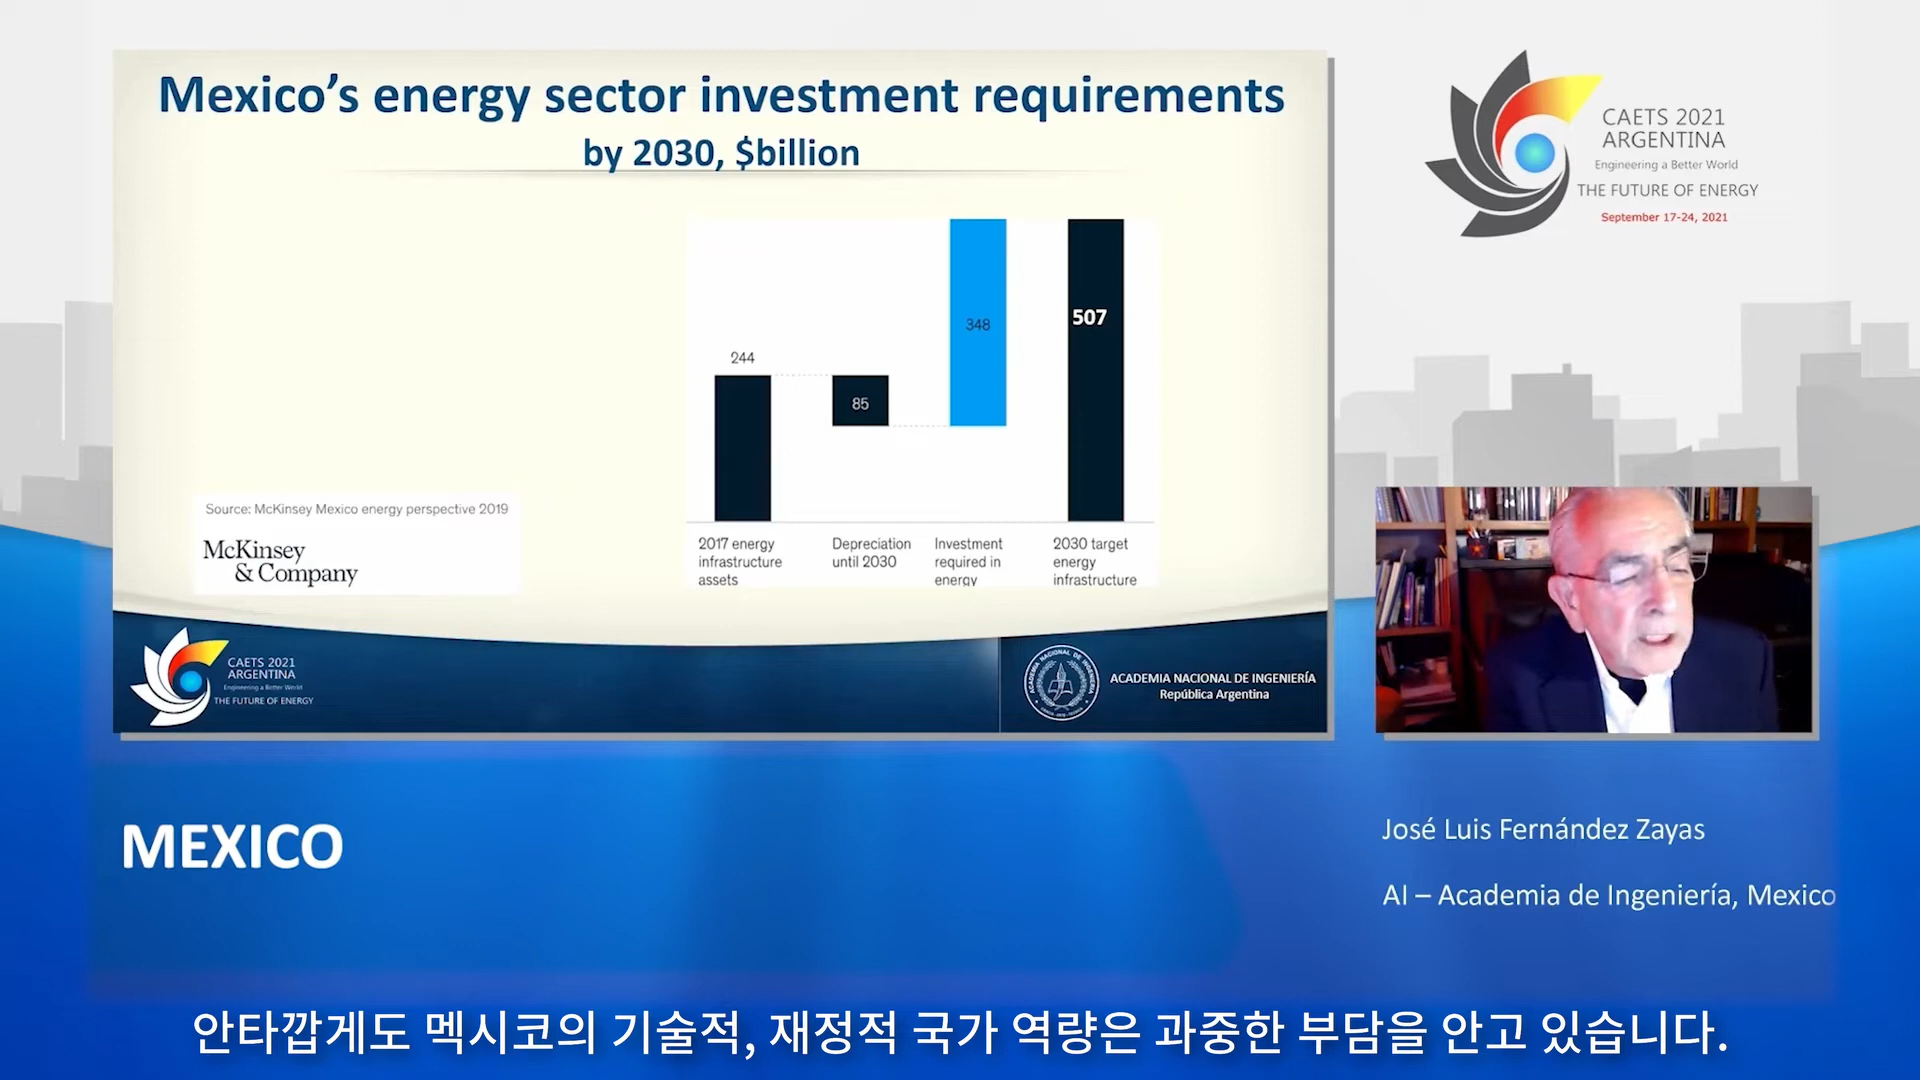 Mexico's energy sector investment requirements
by 2030, $billion
244
85
348
507
2017 energy
infrastructure
assets
Depreciation
until 2030
Investment
required in
energy
2030 target
energy
infrastructure
Source: McKinsey Mexico energy perspective 2019
McKinsey
& Company
CAETS 2021
ARGENTINA
Engineering a Better World
THE FUTURE OF ENERGY
ACADEMIA NACIONAL DE INGENIERÍA
República Argentina
CAETS 2021
ARGENTINA
Engineering a Better World
THE FUTURE OF ENERGY
September 17-24, 2021
MEXICO
José Luis Fernández Zayas
AI – Academia de Ingeniería, Mexico
안타깝게도 멕시코의 기술적, 재정적 국가 역량은 과중한 부담을 안고 있습니다.